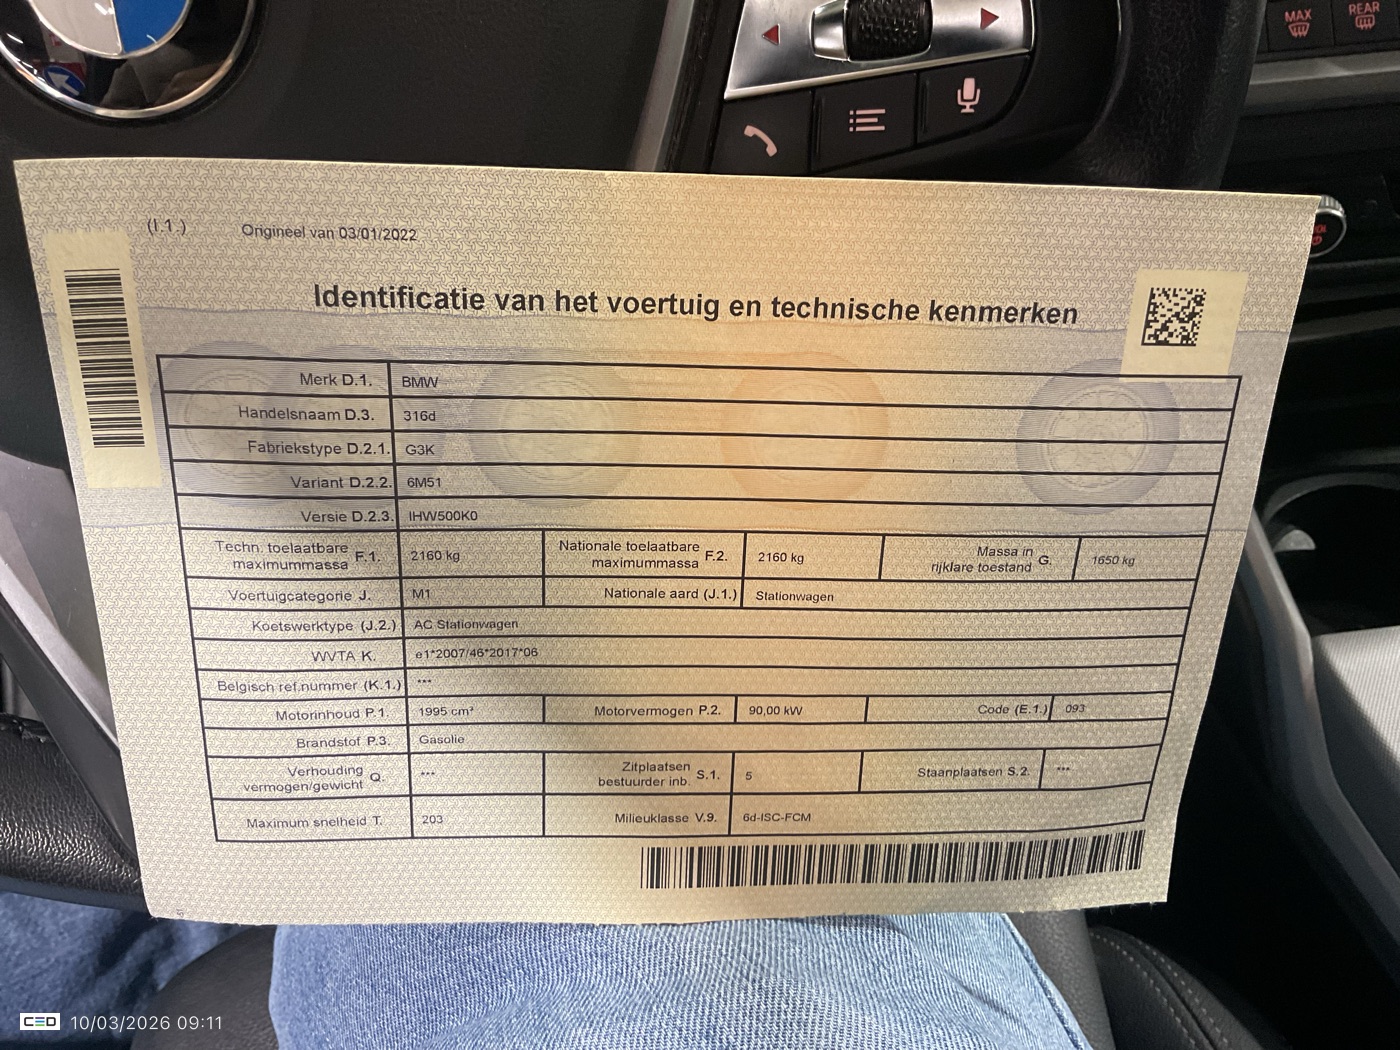 MAX
REAR
(I.1.) Origineel van 03/01/2022
Identificatie van het voertuig en technische kenmerken
Merk D.1. BMW
Handelsnaam D.3. 316d
Fabriekstype D.2.1. G3K
Variant D.2.2. 6M51
Versie D.2.3. IHW500K0
Techn. toelaatbare maximummassa F.1. 2160 kg Nationale toelaatbare maximummassa F.2. 2160 kg Massa in rijklare toestand G. 1650 kg
Voertuigcategorie J. M1 Nationale aard (J.1.) Stationwagen
Koetswerktype (J.2.) AC Stationwagen
WVTA K. e1*2007/46*2017*06
Belgisch ref.nummer (K.1.) ***
Motorinhoud P.1. 1995 cm³ Motorvermogen P.2. 90,00 kW Code (E.1.) 093
Brandstof P.3. Gasolie
Verhouding vermogen/gewicht Q. *** Zitplaatsen bestuurder inb. S.1. 5 Staanplaatsen S.2. ***
Maximum snelheid T. 203 Milieuklasse V.9. 6d-ISC-FCM
CED 10/03/2026 09:11